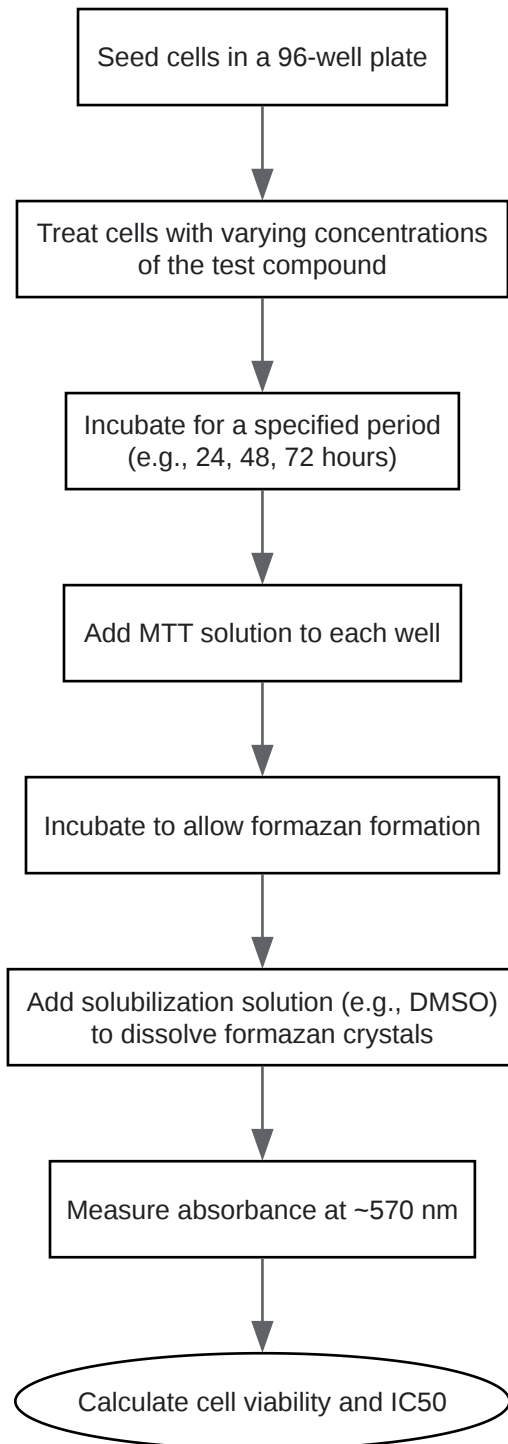 Seed cells in a 96-well plate
Treat cells with varying concentrations
of the test compound
Incubate for a specified period
(e.g., 24, 48, 72 hours)
Add MTT solution to each well
Incubate to allow formazan formation
Add solubilization solution (e.g., DMSO)
to dissolve formazan crystals
Measure absorbance at ~570 nm
Calculate cell viability and IC50